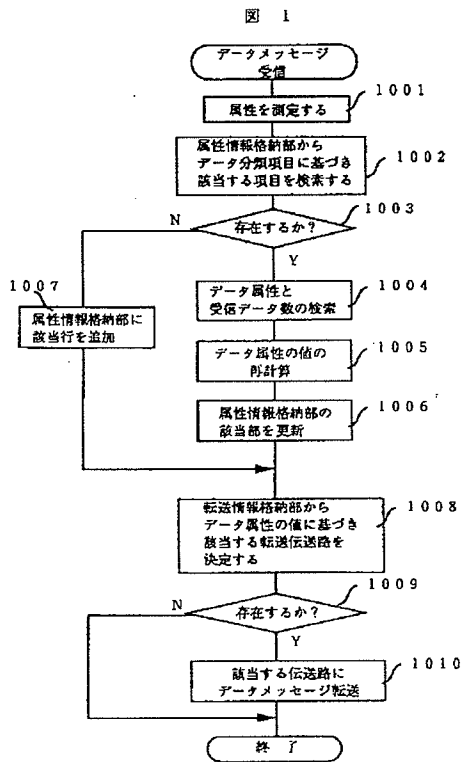 図 1
データメッセージ
受信
属性を測定する
1001
属性情報格納部から
データ分類項目に基づき
該当する項目を検索する
1002
存在するか?
1003
N
Y
データ属性と
受信データ数の検索
1004
1007
属性情報格納部に
該当行を追加
データ属性の値の
再計算
1005
属性情報格納部の
該当部を更新
1006
転送情報格納部から
データ属性の値に基づき
該当する転送伝送路を
決定する
1008
存在するか?
1009
N
Y
該当する伝送路に
データメッセージ転送
1010
終 了